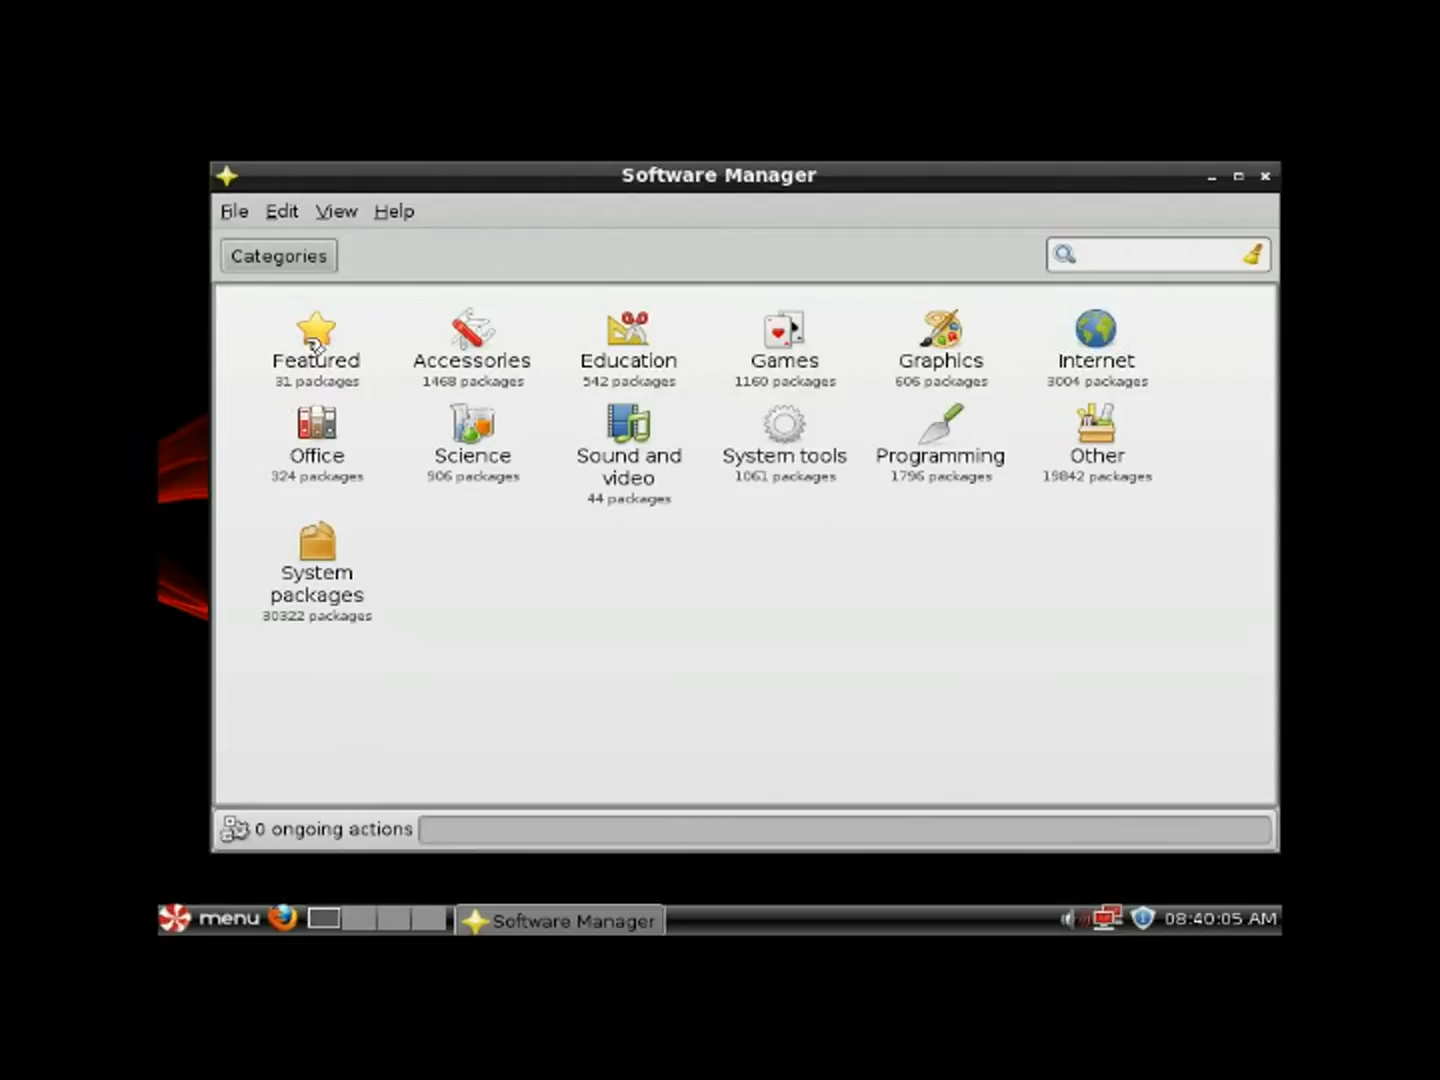 Software Manager
File Edit View Help
Categories
Featured Accessories Education Games Graphics Internet
31 packages 1468 packages 542 packages 1160 packages 606 packages 3004 packages
Office Science Sound and video System tools Programming Other
324 packages 906 packages 44 packages 1061 packages 1796 packages 19842 packages
System packages
30322 packages
0 ongoing actions
menu Software Manager 08:40:05 AM